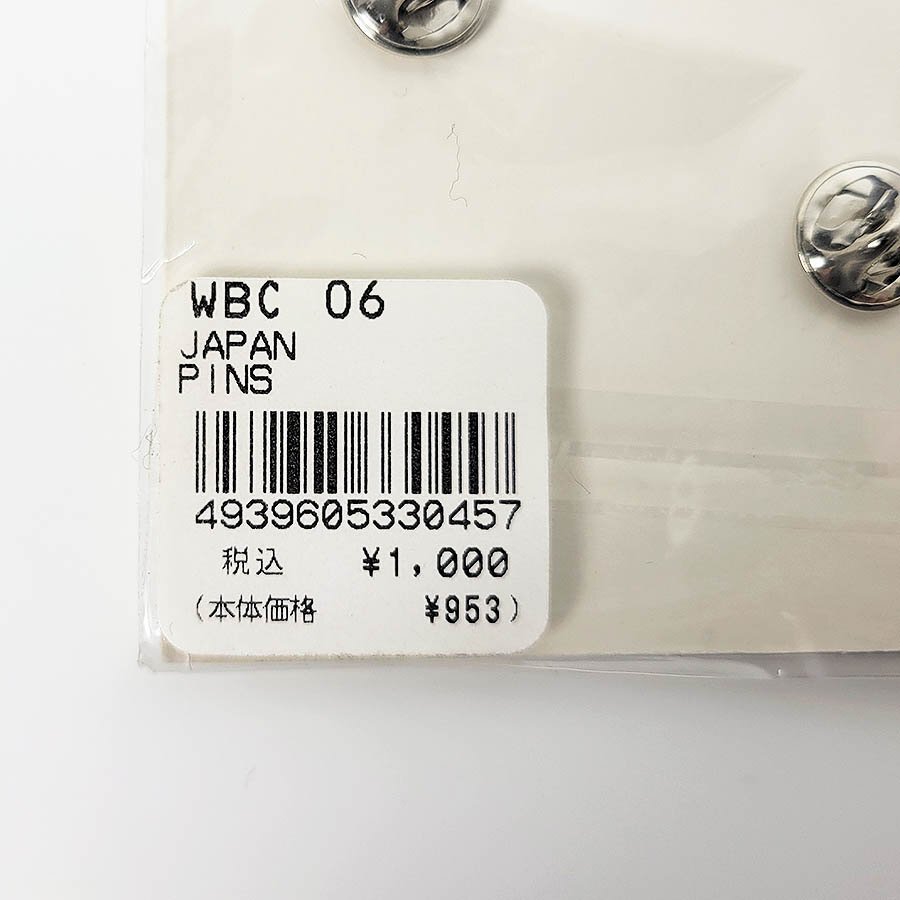 WBC 06
JAPAN
PINS
4939605330457
税込 ¥1,000
(本体価格 ¥953)